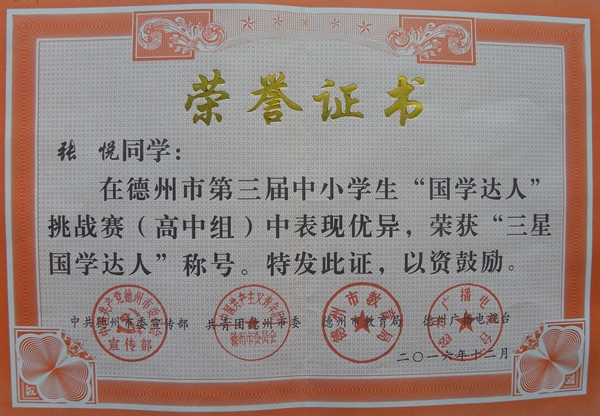 荣誉证书
张 悦同学：
在德州市第三届中小学生“国学达人”
挑战赛（高中组）中表现优异，荣获“三星
国学达人”称号。特发此证，以资鼓励。
中共德州市委宣传部 共青团德州市委 德州市教育局 德州广播电视台
二〇一六年十二月